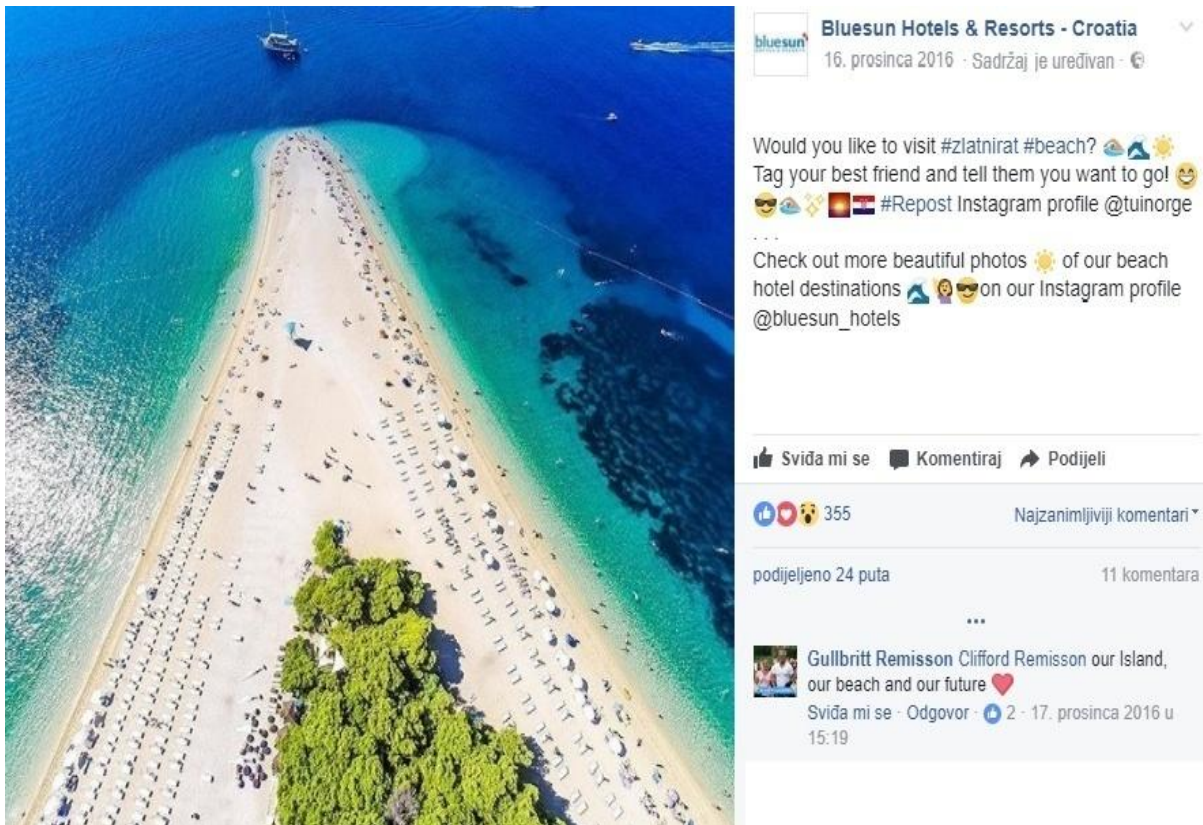 bluesun
Bluesun Hotels & Resorts - Croatia
16. prosinca 2016 · Sadržaj je uređivan ·
Would you like to visit #zlatnirat #beach? 🏊🌊☀️
Tag your best friend and tell them you want to go! 😁
😎🏊✨🌅🇭🇷 #Repost Instagram profile @tuinorge
. . .
Check out more beautiful photos ☀️ of our beach
hotel destinations 🌊🙋😎on our Instagram profile
@bluesun_hotels
Sviđa mi se Komentiraj Podijeli
355 Najzanimljiviji komentari
podijeljeno 24 puta 11 komentara
Gullbritt Remisson Clifford Remisson our Island,
our beach and our future ❤️
Sviđa mi se · Odgovor · 2 · 17. prosinca 2016 u
15:19